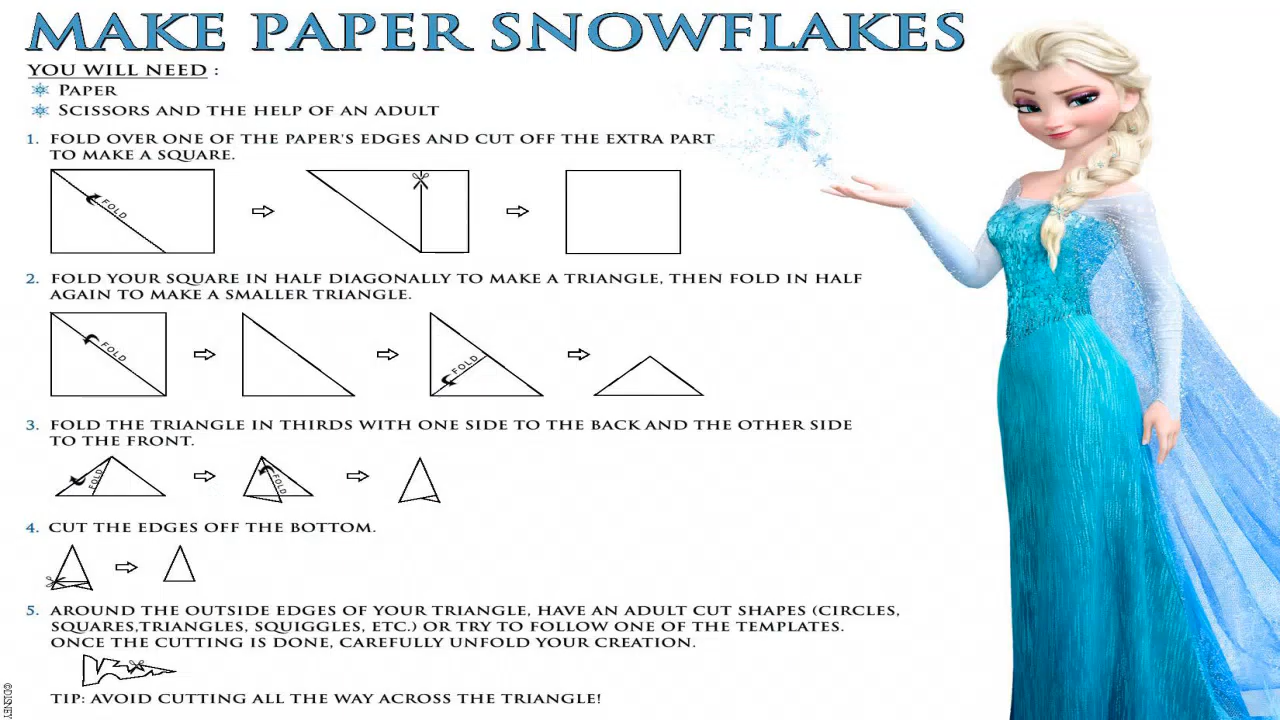 MAKE PAPER SNOWFLAKES
YOU WILL NEED :
PAPER
SCISSORS AND THE HELP OF AN ADULT
1. FOLD OVER ONE OF THE PAPER'S EDGES AND CUT OFF THE EXTRA PART
TO MAKE A SQUARE.
FOLD
2. FOLD YOUR SQUARE IN HALF DIAGONALLY TO MAKE A TRIANGLE, THEN FOLD IN HALF
AGAIN TO MAKE A SMALLER TRIANGLE.
FOLD
FOLD
3. FOLD THE TRIANGLE IN THIRDS WITH ONE SIDE TO THE BACK AND THE OTHER SIDE
TO THE FRONT.
FOLD
FOLD
4. CUT THE EDGES OFF THE BOTTOM.
5. AROUND THE OUTSIDE EDGES OF YOUR TRIANGLE, HAVE AN ADULT CUT SHAPES (CIRCLES,
SQUARES,TRIANGLES, SQUIGGLES, ETC.) OR TRY TO FOLLOW ONE OF THE TEMPLATES.
ONCE THE CUTTING IS DONE, CAREFULLY UNFOLD YOUR CREATION.
TIP: AVOID CUTTING ALL THE WAY ACROSS THE TRIANGLE!
©DISNEY